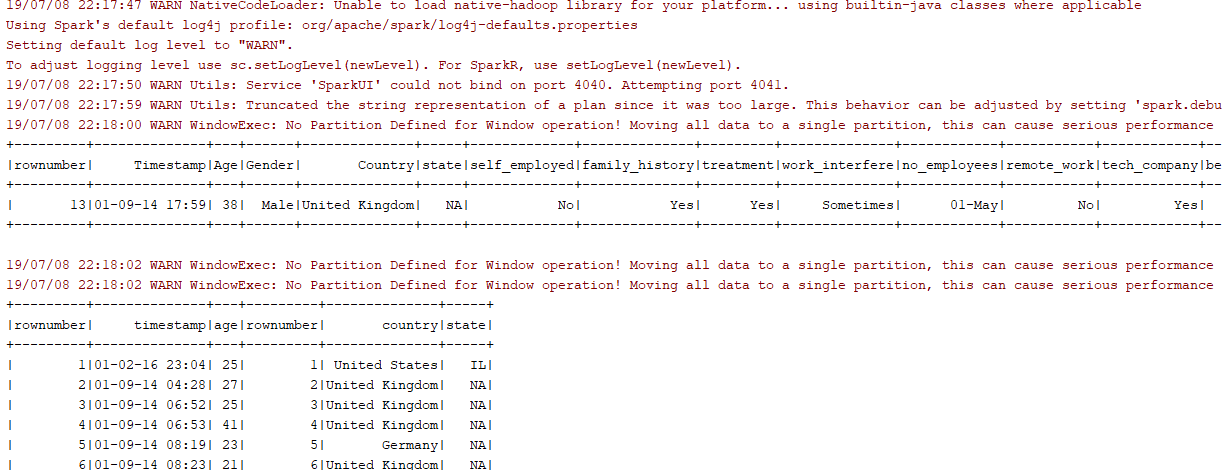 19/07/08 22:17:47 WARN NativeCodeLoader: Unable to load native-hadoop library for your platform... using builtin-java classes where applicable
Using Spark's default log4j profile: org/apache/spark/log4j-defaults.properties
Setting default log level to "WARN".
To adjust logging level use sc.setLogLevel(newLevel). For SparkR, use setLogLevel(newLevel).
19/07/08 22:17:50 WARN Utils: Service 'SparkUI' could not bind on port 4040. Attempting port 4041.
19/07/08 22:17:59 WARN Utils: Truncated the string representation of a plan since it was too large. This behavior can be adjusted by setting 'spark.debu
19/07/08 22:18:00 WARN WindowExec: No Partition Defined for Window operation! Moving all data to a single partition, this can cause serious performance
+---------+--------------+---+------+--------------+-----+-------------+--------------+---------+--------------+------------+-----------+------------+--
|rownumber|     Timestamp|Age|Gender|       Country|state|self_employed|family_history|treatment|work_interfere|no_employees|remote_work|tech_company|be
+---------+--------------+---+------+--------------+-----+-------------+--------------+---------+--------------+------------+-----------+------------+--
|       13|01-09-14 17:59| 38|  Male|United Kingdom|   NA|           No|           Yes|      Yes|     Sometimes|      01-May|         No|         Yes|
+---------+--------------+---+------+--------------+-----+-------------+--------------+---------+--------------+------------+-----------+------------+--
19/07/08 22:18:02 WARN WindowExec: No Partition Defined for Window operation! Moving all data to a single partition, this can cause serious performance
19/07/08 22:18:02 WARN WindowExec: No Partition Defined for Window operation! Moving all data to a single partition, this can cause serious performance
+---------+--------------+---+---------+--------------+-----+
|rownumber|     timestamp|age|rownumber|       country|state|
+---------+--------------+---+---------+--------------+-----+
|        1|01-02-16 23:04| 25|        1| United States|   IL|
|        2|01-09-14 04:28| 27|        2|United Kingdom|   NA|
|        3|01-09-14 06:52| 25|        3|United Kingdom|   NA|
|        4|01-09-14 06:53| 41|        4|United Kingdom|   NA|
|        5|01-09-14 08:19| 23|        5|       Germany|   NA|
|        6|01-09-14 08:23| 21|        6|United Kingdom|   NA|